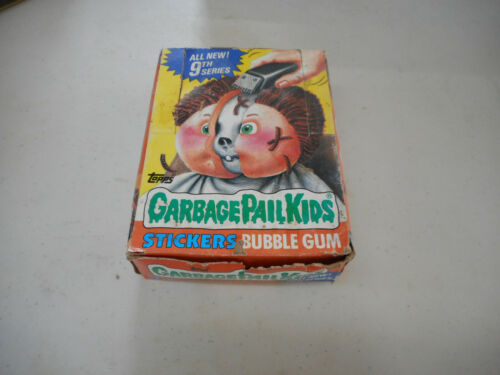 ALL NEW!
9TH
SERIES
TOPPS
GARBAGE PAIL KIDS
STICKERS BUBBLE GUM
GARBAGE PAIL KIDS